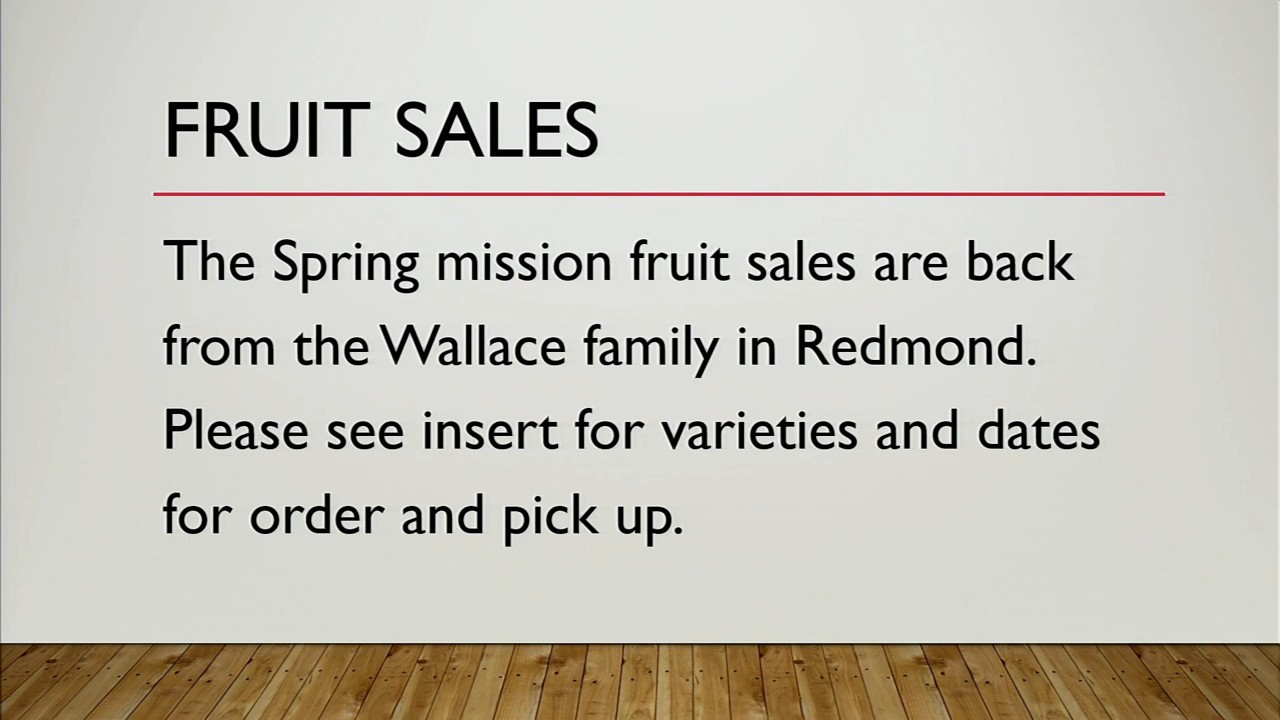 FRUIT SALES
The Spring mission fruit sales are back
from the Wallace family in Redmond.
Please see insert for varieties and dates
for order and pick up.